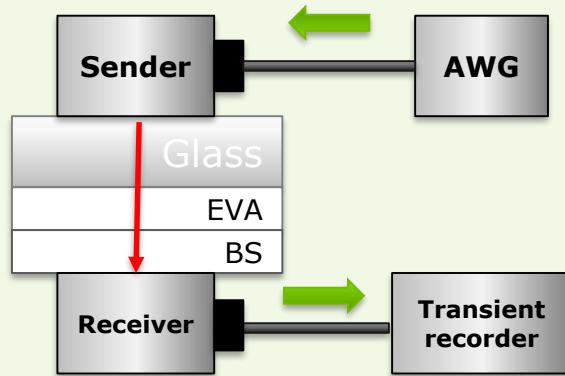 Sender
AWG
Glass
EVA
BS
Receiver
Transient
recorder